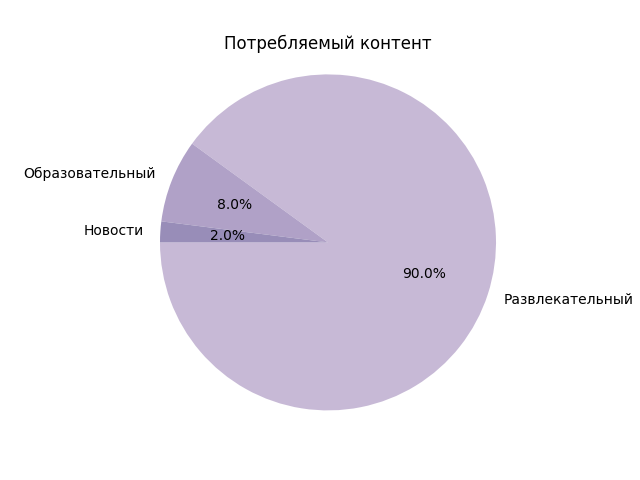 Потребляемый контент
Образовательный
8.0%
Новости
2.0%
90.0%
Развлекательный